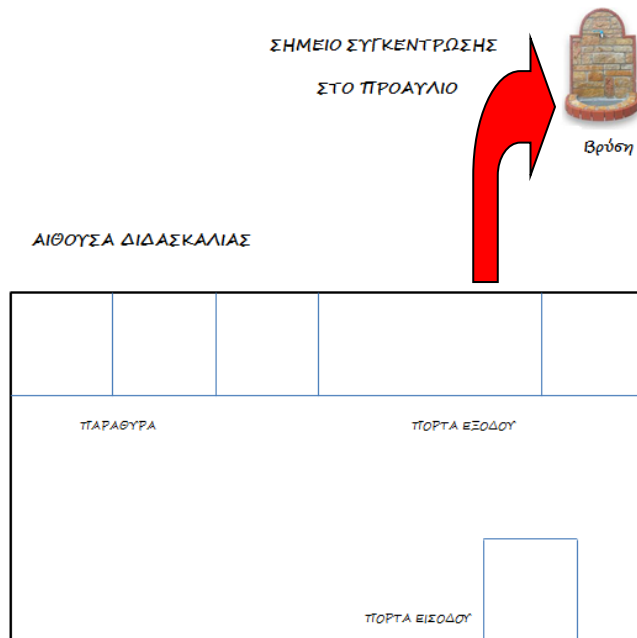 ΣΗΜΕΙΟ ΣΥΓΚΕΝΤΡΩΣΗΣ
ΣΤΟ ΠΡΟΑΥΛΙΟ
Βρύση
ΑΙΘΟΥΣΑ ΔΙΔΑΣΚΑΛΙΑΣ
ΠΑΡΑΘΥΡΑ
ΠΟΡΤΑ ΕΞΟΔΟΥ
ΠΟΡΤΑ ΕΙΣΟΔΟΥ